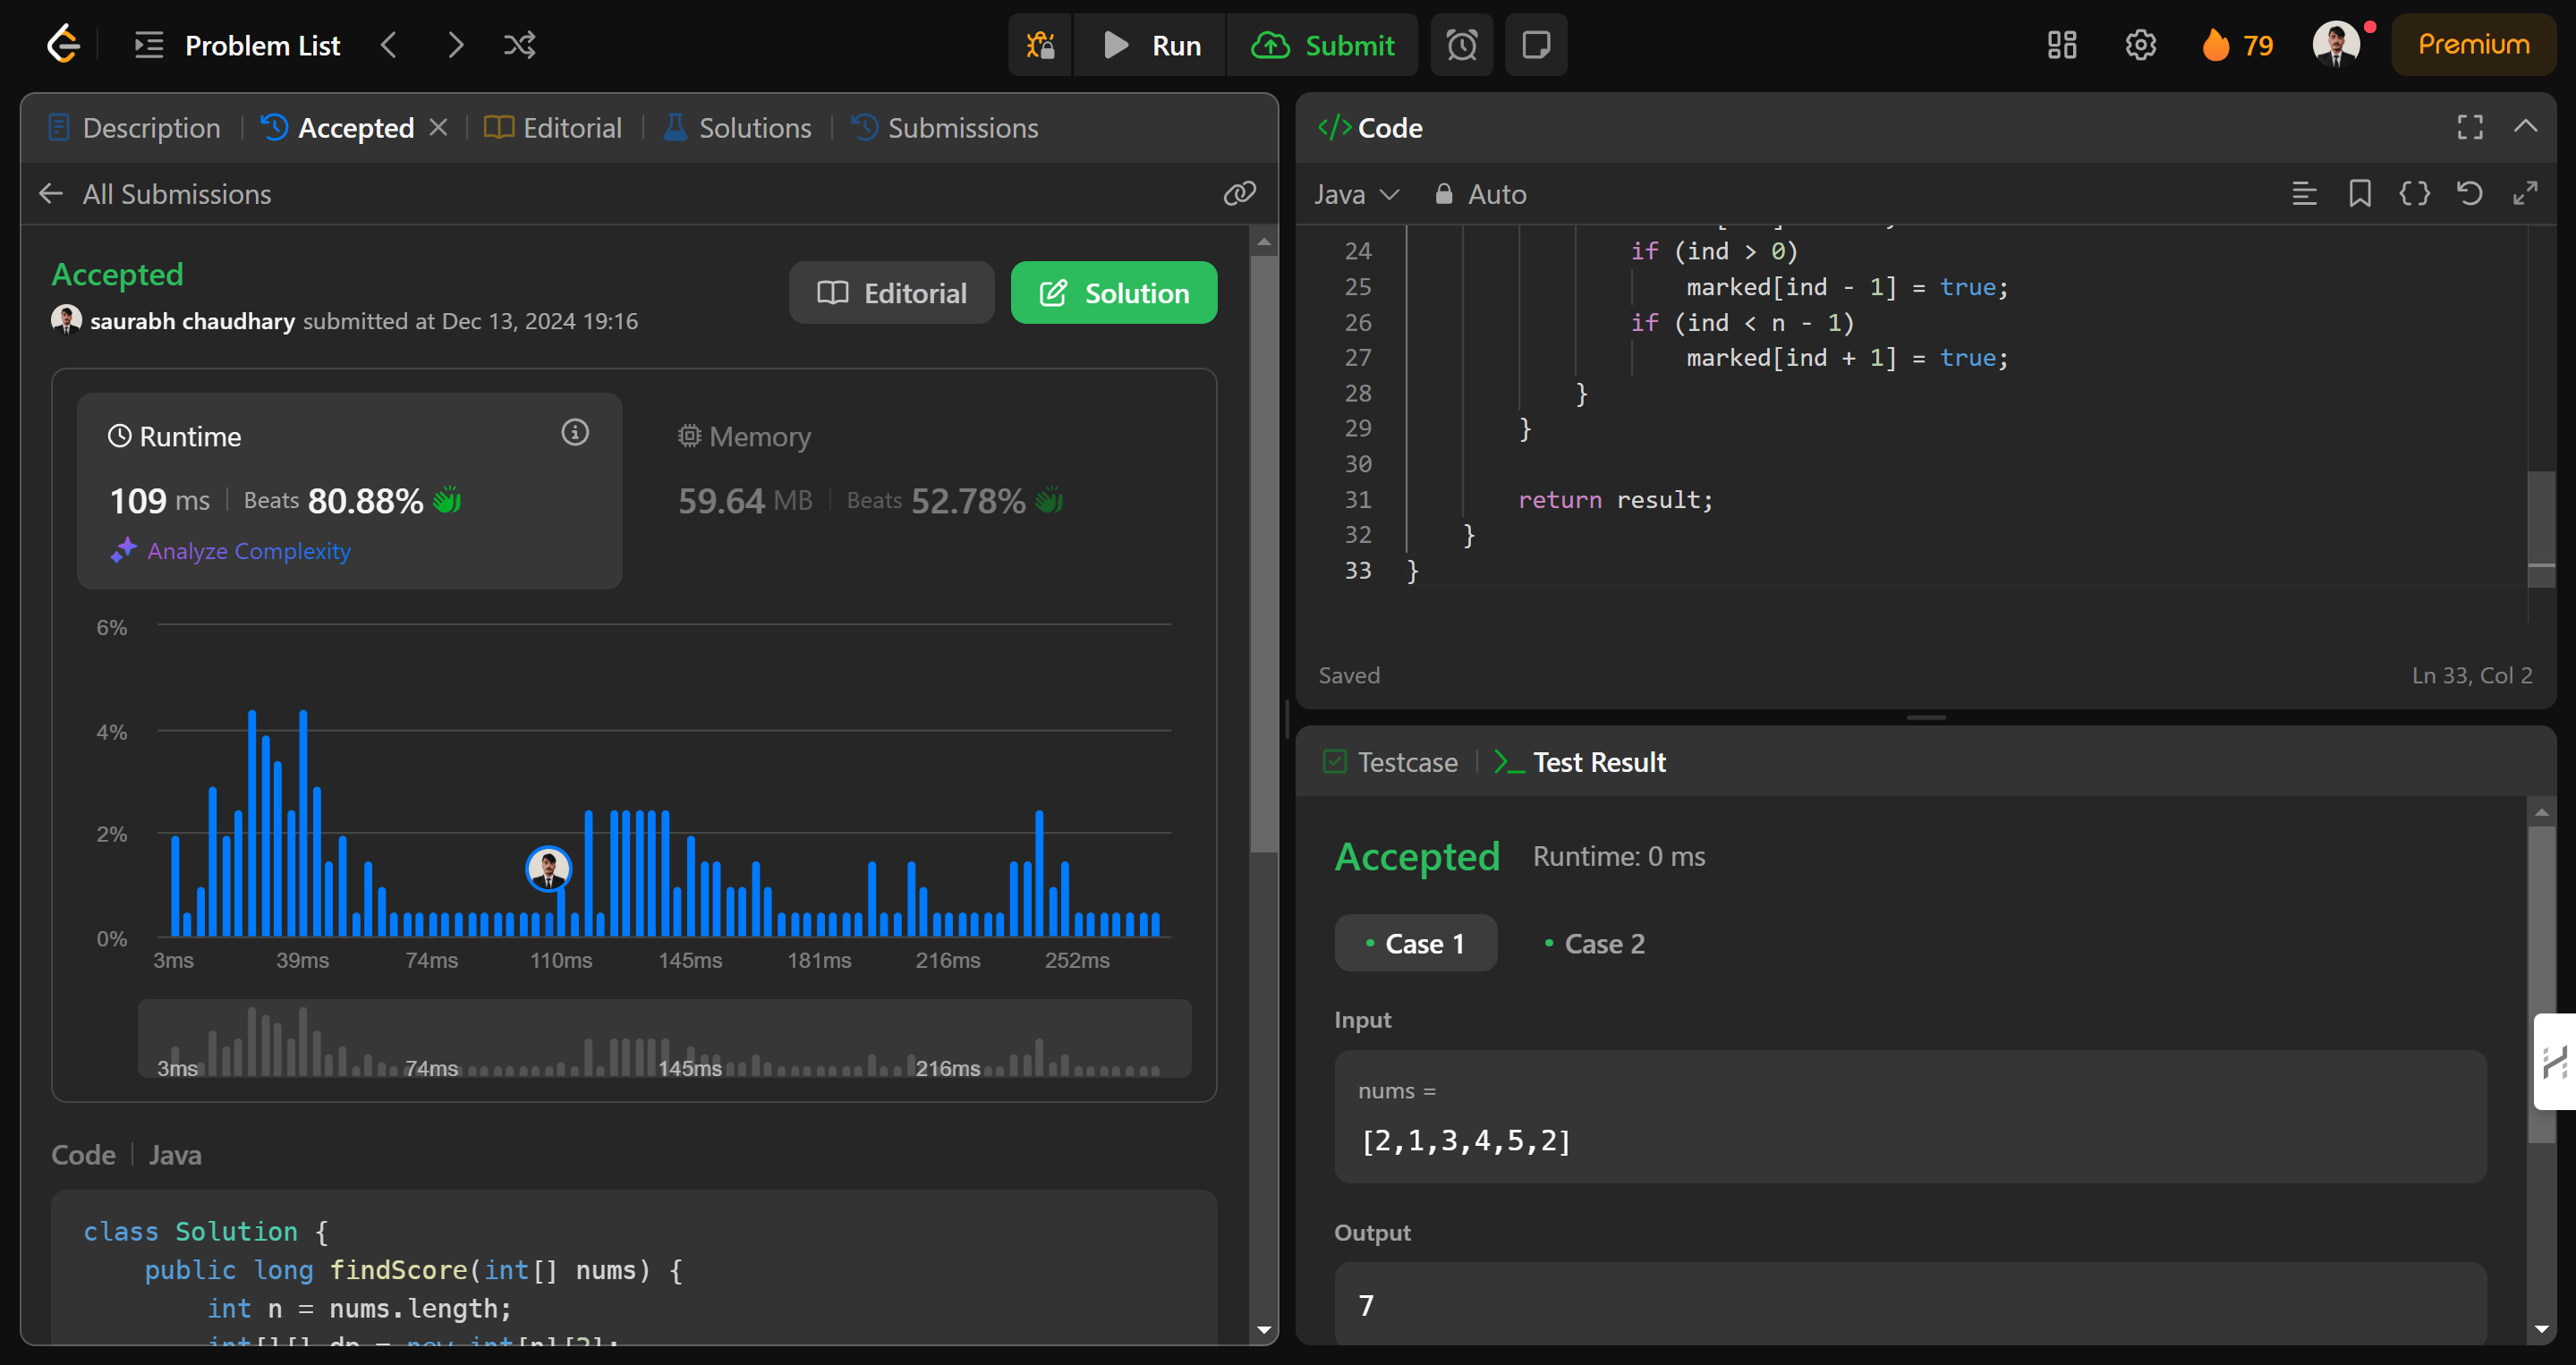 Problem List
Run
Submit
79
Premium
Description
Accepted
Editorial
Solutions
Submissions
All Submissions
Accepted
saurabh chaudhary submitted at Dec 13, 2024 19:16
Editorial
Solution
Runtime
109 ms | Beats 80.88%
Analyze Complexity
Memory
59.64 MB | Beats 52.78%
6%
4%
2%
0%
3ms 39ms 74ms 110ms 145ms 181ms 216ms 252ms
3ms 74ms 145ms 216ms
Code | Java
class Solution {
    public long findScore(int[] nums) {
        int n = nums.length;
        int[][] dp = new int[n][2];
</> Code
Java
Auto
24 if (ind > 0)
25 marked[ind - 1] = true;
26 if (ind < n - 1)
27 marked[ind + 1] = true;
28 }
29 }
30
31 return result;
32 }
33 }
Saved
Ln 33, Col 2
Testcase
Test Result
Accepted
Runtime: 0 ms
Case 1
Case 2
Input
nums =
[2,1,3,4,5,2]
Output
7